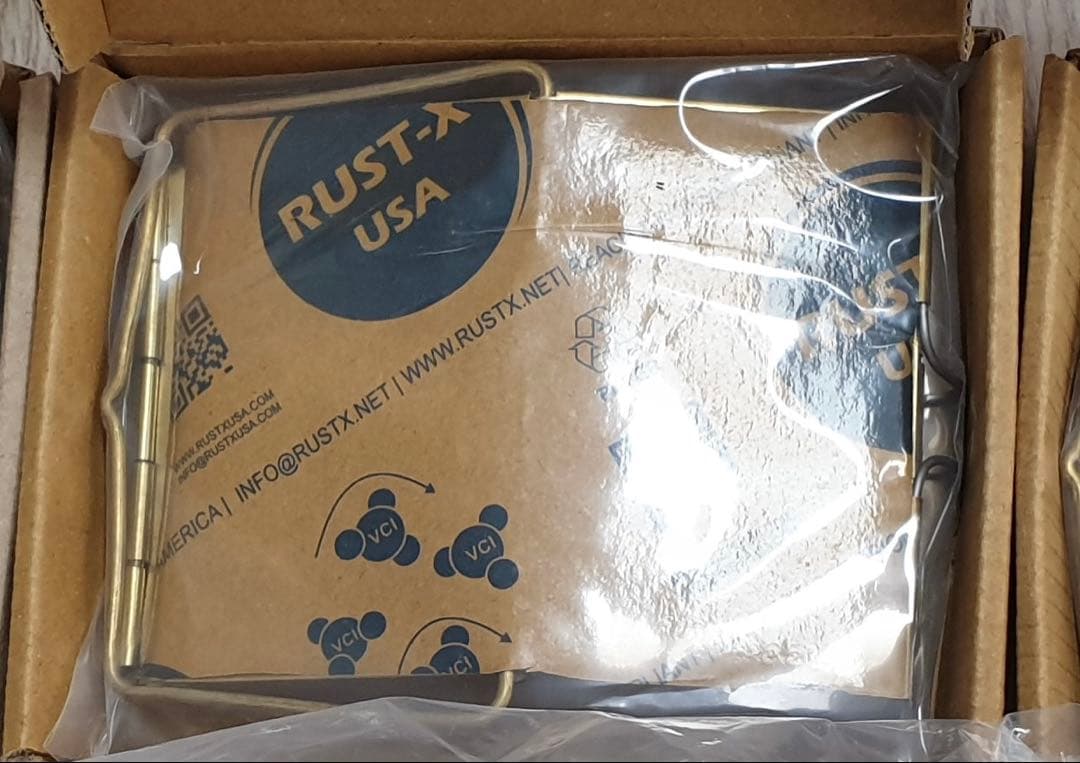 RUST-X
USA
WWW.RUSTXUSA.COM
INFO@RUSTXUSA.COM
AMERICA | INFO@RUSTX.NET | WWW.RUSTX.NET |
RUST
U
VCI
VCI
VCI
VCI